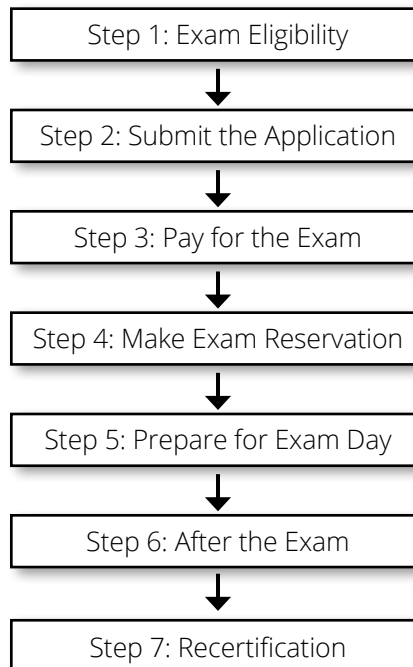 Step 1: Exam Eligibility
Step 2: Submit the Application
Step 3: Pay for the Exam
Step 4: Make Exam Reservation
Step 5: Prepare for Exam Day
Step 6: After the Exam
Step 7: Recertification